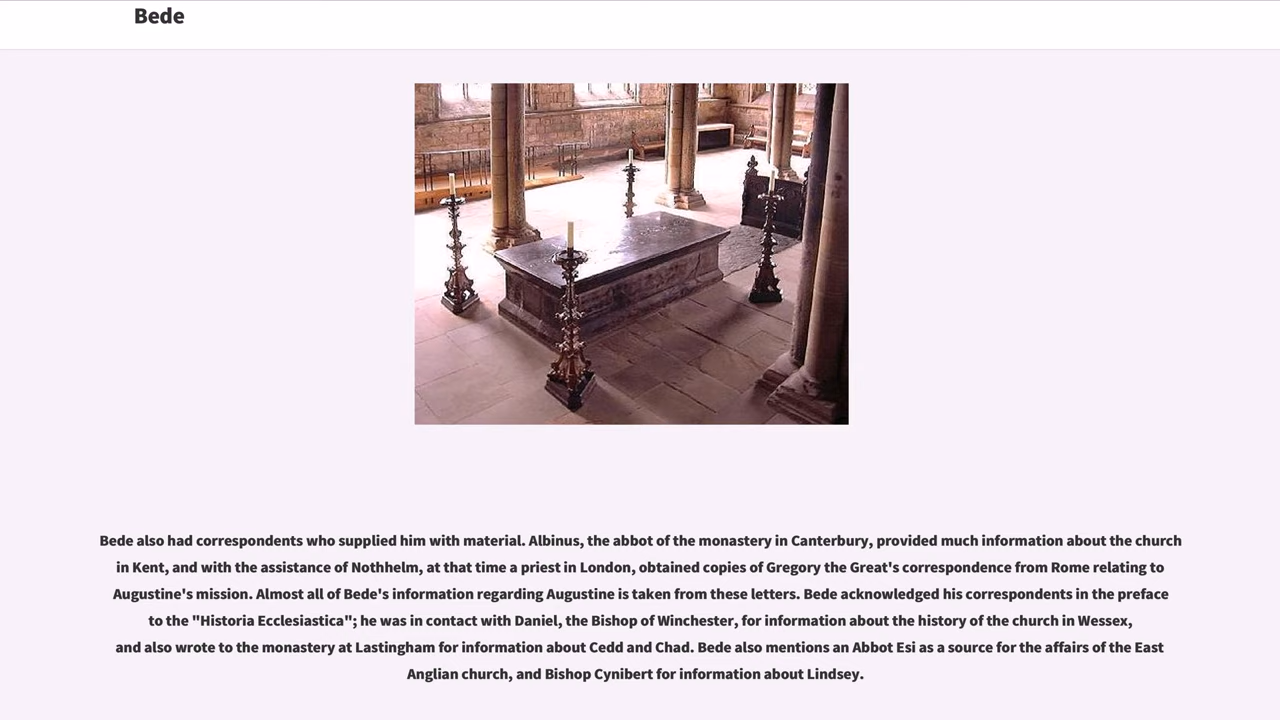 Bede
Bede also had correspondents who supplied him with material. Albinus, the abbot of the monastery in Canterbury, provided much information about the church
in Kent, and with the assistance of Nothhelm, at that time a priest in London, obtained copies of Gregory the Great's correspondence from Rome relating to
Augustine's mission. Almost all of Bede's information regarding Augustine is taken from these letters. Bede acknowledged his correspondents in the preface
to the "Historia Ecclesiastica"; he was in contact with Daniel, the Bishop of Winchester, for information about the history of the church in Wessex,
and also wrote to the monastery at Lastingham for information about Cedd and Chad. Bede also mentions an Abbot Esi as a source for the affairs of the East
Anglian church, and Bishop Cynibert for information about Lindsey.